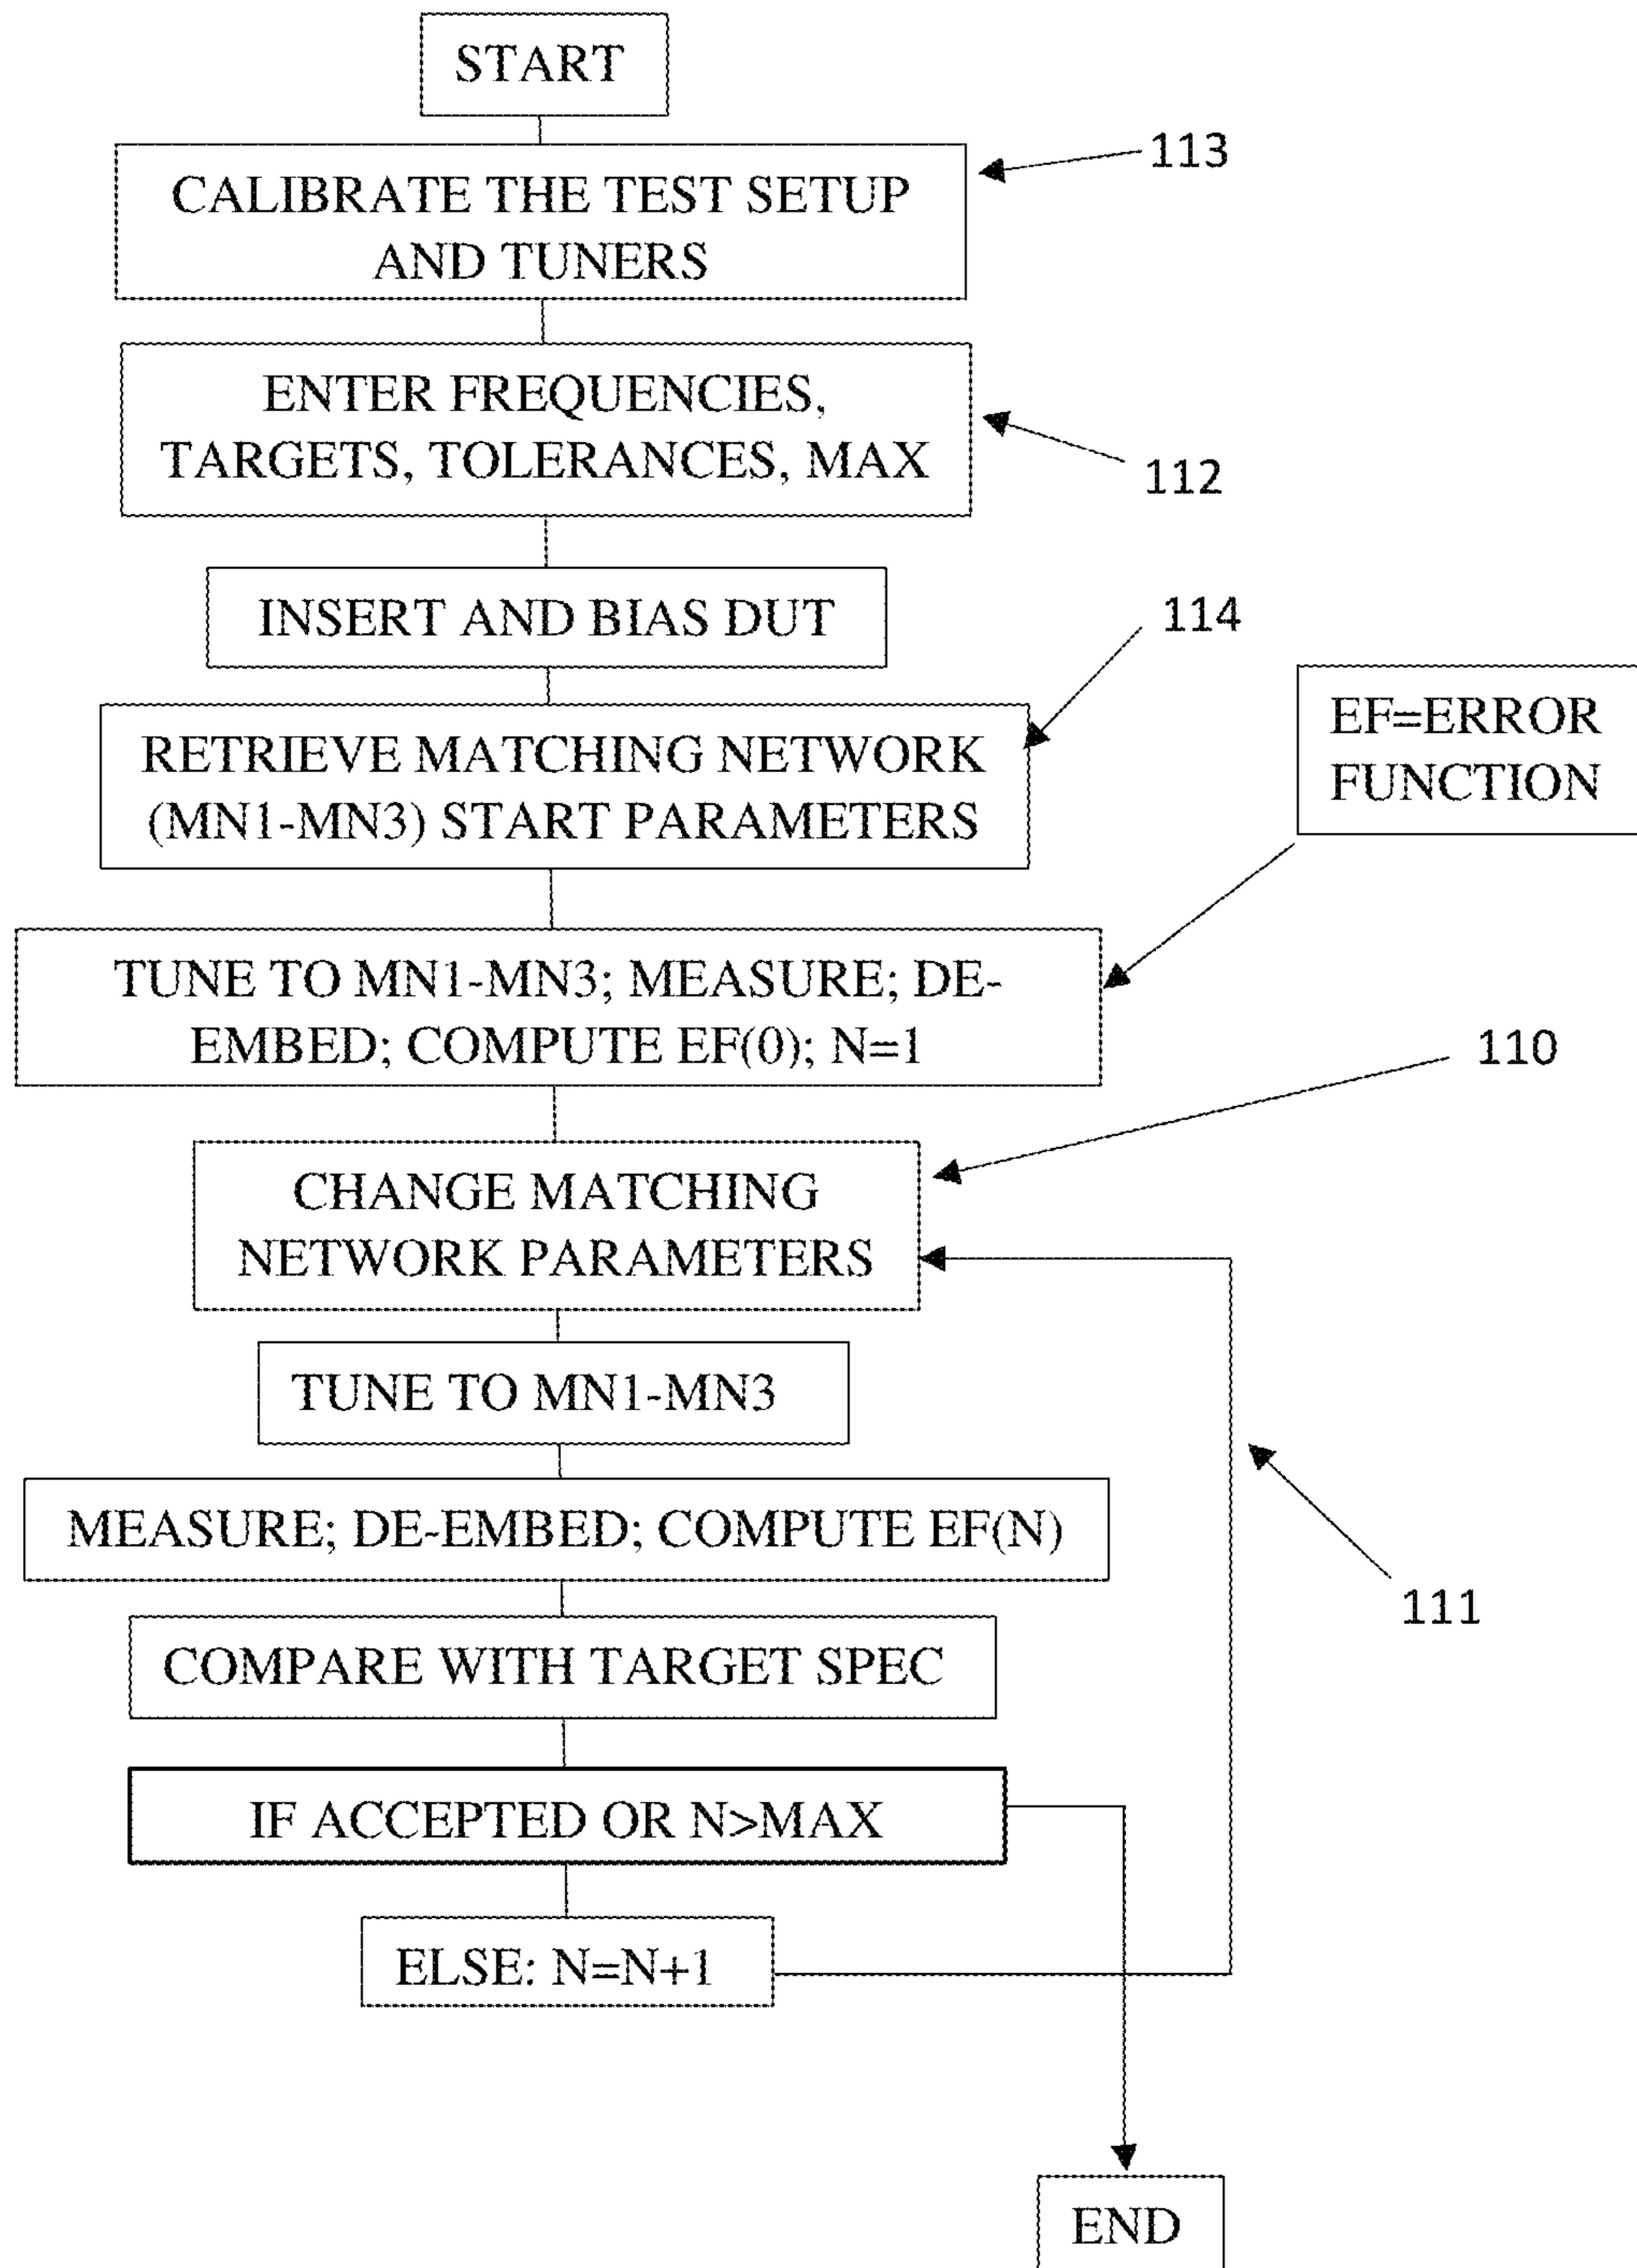 START
113
CALIBRATE THE TEST SETUP
AND TUNERS
ENTER FREQUENCIES,
TARGETS, TOLERANCES, MAX
112
INSERT AND BIAS DUT
114
RETRIEVE MATCHING NETWORK
(MN1-MN3) START PARAMETERS
EF=ERROR
FUNCTION
TUNE TO MN1-MN3; MEASURE; DE-
EMBED; COMPUTE EF(0); N=1
110
CHANGE MATCHING
NETWORK PARAMETERS
TUNE TO MN1-MN3
MEASURE; DE-EMBED; COMPUTE EF(N)
111
COMPARE WITH TARGET SPEC
IF ACCEPTED OR N>MAX
ELSE: N=N+1
END